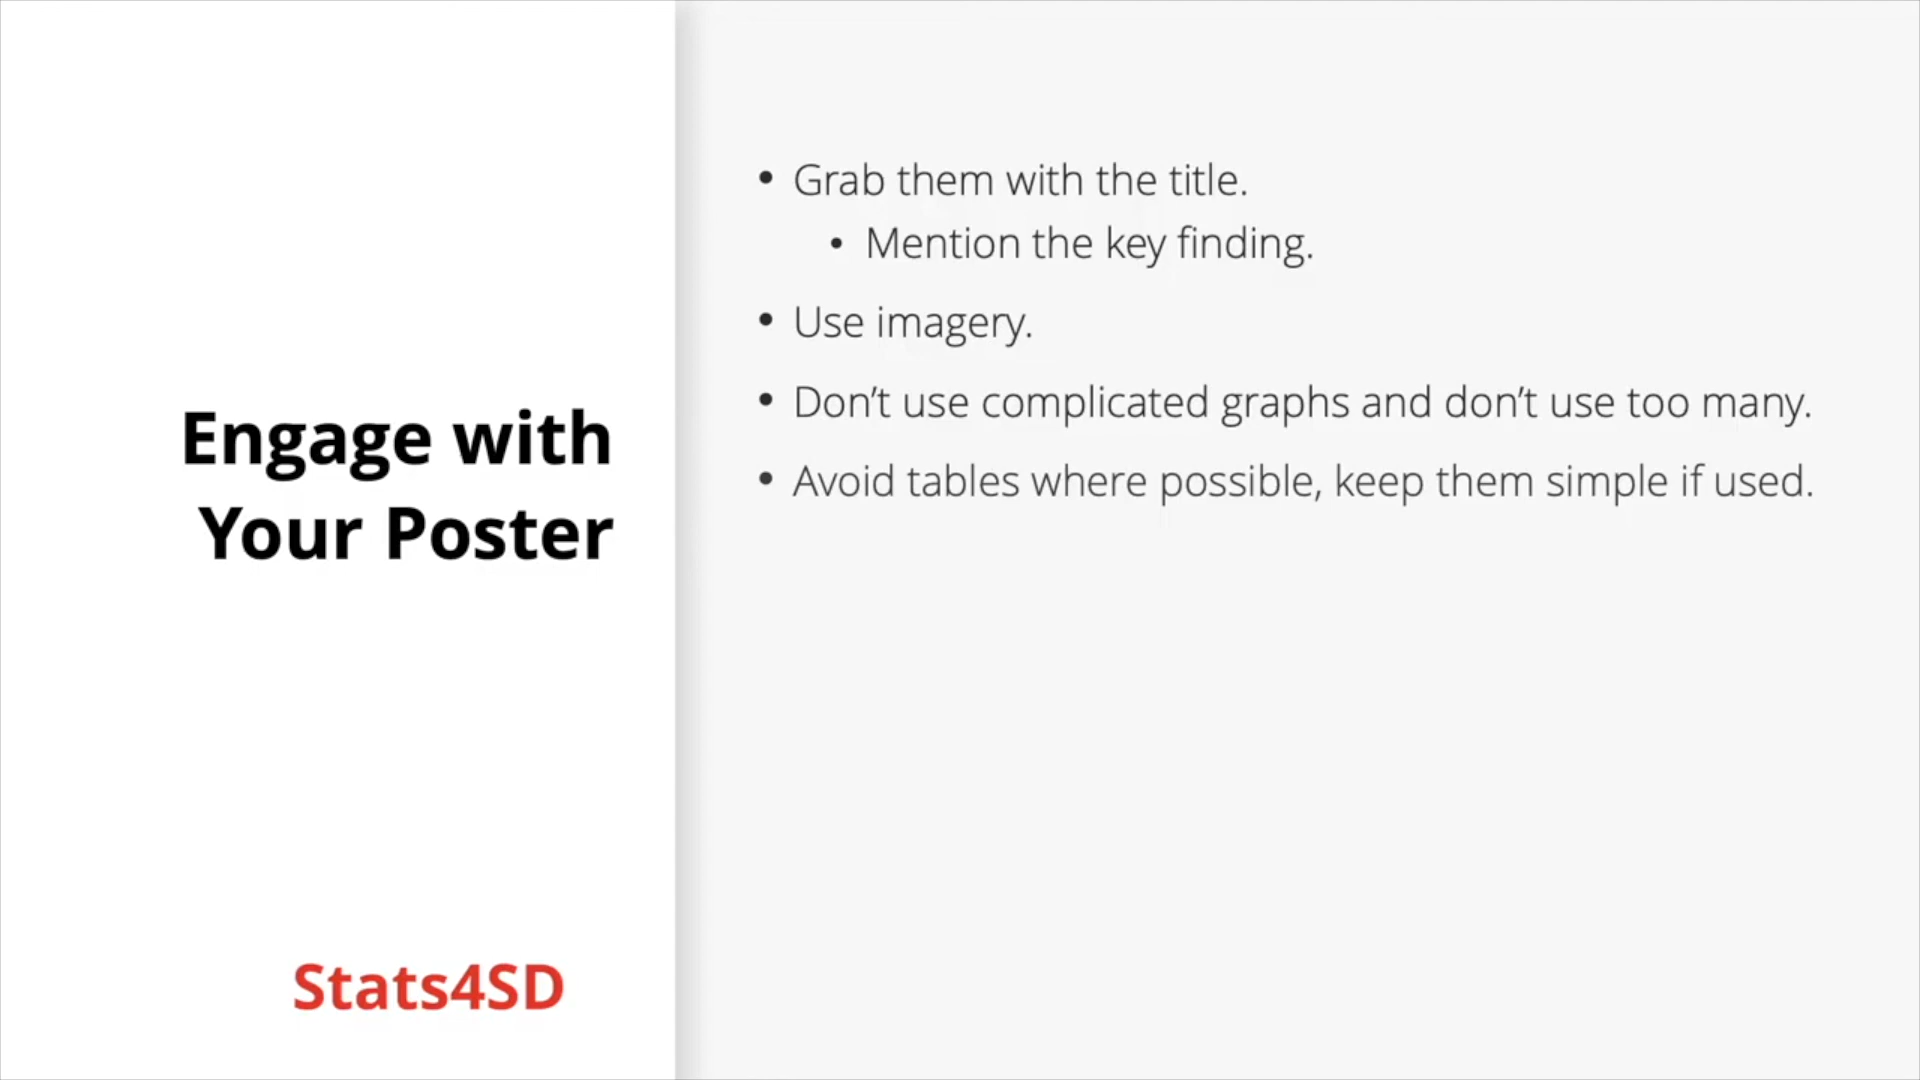 Engage with
Your Poster
Stats4SD
• Grab them with the title.
• Mention the key finding.
• Use imagery.
• Don’t use complicated graphs and don’t use too many.
• Avoid tables where possible, keep them simple if used.